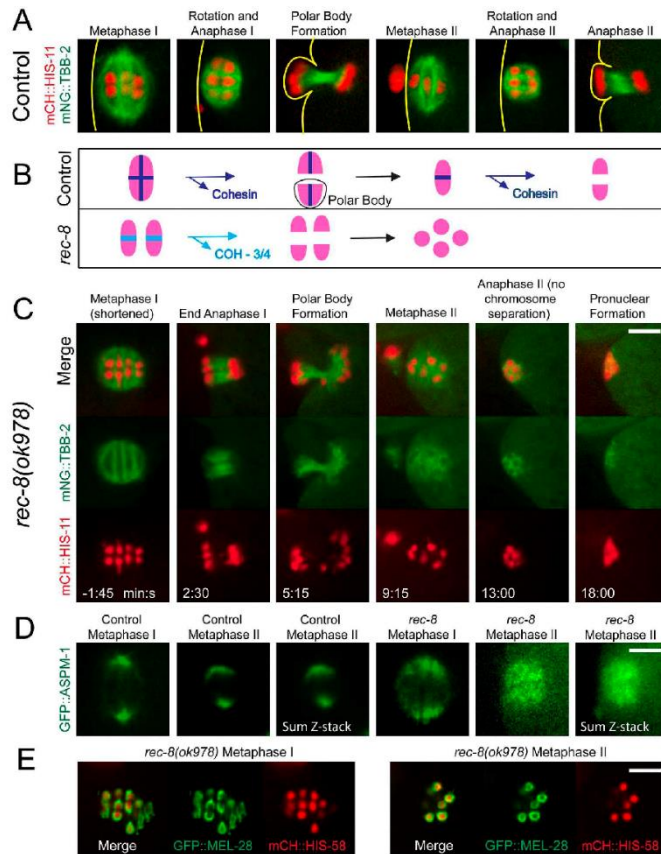 A
Metaphase I
Rotation and
Anaphase I
Polar Body
Formation
Metaphase II
Rotation and
Anaphase II
Anaphase II
Control
mCH::HIS-11
mNG::TBB-2
B
Control
Cohesin
Polar Body
Cohesin
rec-8
COH - 3/4
C
Metaphase I
(shortened)
End Anaphase I
Polar Body
Formation
Metaphase II
Anaphase II (no
chromosome
separation)
Pronuclear
Formation
rec-8(ok978)
Merge
mNG::TBB-2
mCH::HIS-11
-1:45 min:s
2:30
5:15
9:15
13:00
18:00
D
Control
Metaphase I
Control
Metaphase II
Control
Metaphase II
rec-8
Metaphase I
rec-8
Metaphase II
rec-8
Metaphase II
GFP::ASPM-1
Sum Z-stack
Sum Z-stack
E
rec-8(ok978) Metaphase I
rec-8(ok978) Metaphase II
Merge
GFP::MEL-28
mCH::HIS-58
Merge
GFP::MEL-28
mCH::HIS-58